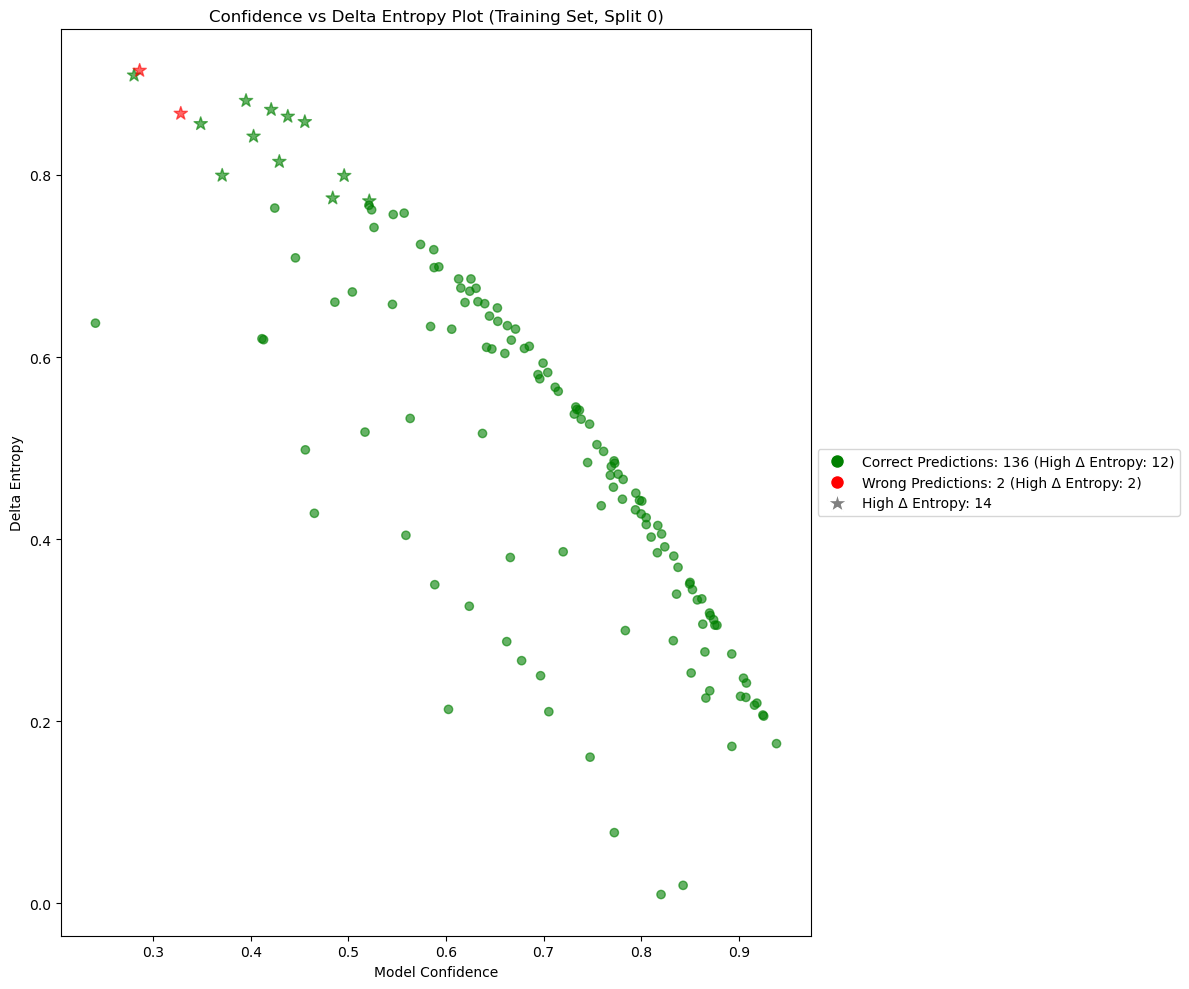 Confidence vs Delta Entropy Plot (Training Set, Split 0)
Delta Entropy
0.8
0.6
0.4
0.2
0.0
0.3 0.4 0.5 0.6 0.7 0.8 0.9
Model Confidence
Correct Predictions: 136 (High Δ Entropy: 12)
Wrong Predictions: 2 (High Δ Entropy: 2)
High Δ Entropy: 14